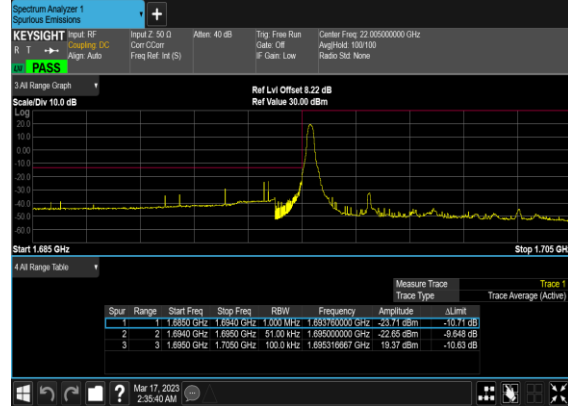 Spectrum Analyzer 1
Spurious Emissions
KEYSIGHT
R T
LU PASS
Input: RF
Coupling: DC
Align: Auto
Input Z: 50 Ω
Corr CCorr
Freq Ref: Int (S)
Atten: 40 dB
Trig: Free Run
Gate: Off
IF Gain: Low
Center Freq: 22.005000000 GHz
Avg|Hold: 100/100
Radio Std: None
3 All Range Graph
Scale/Div 10.0 dB
Ref Lvl Offset 8.22 dB
Ref Value 30.00 dBm
Log
20.0
10.0
0.00
-10.0
-20.0
-30.0
-40.0
-50.0
-60.0
Start 1.685 GHz
Stop 1.705 GH
4 All Range Table
Measure Trace Trace 1
Trace Type Trace Average (Active)
Spur Range Start Freq Stop Freq RBW Frequency Amplitude ΔLimit
1 1 1.6850 GHz 1.6940 GHz 1.000 MHz 1.693760000 GHz -23.71 dBm -10.71 dB
2 2 1.6940 GHz 1.6950 GHz 51.00 kHz 1.695000000 GHz -22.65 dBm -9.648 dB
3 3 1.6950 GHz 1.7050 GHz 100.0 kHz 1.695316667 GHz 19.37 dBm -10.63 dB
Mar 17, 2023
2:35:40 AM